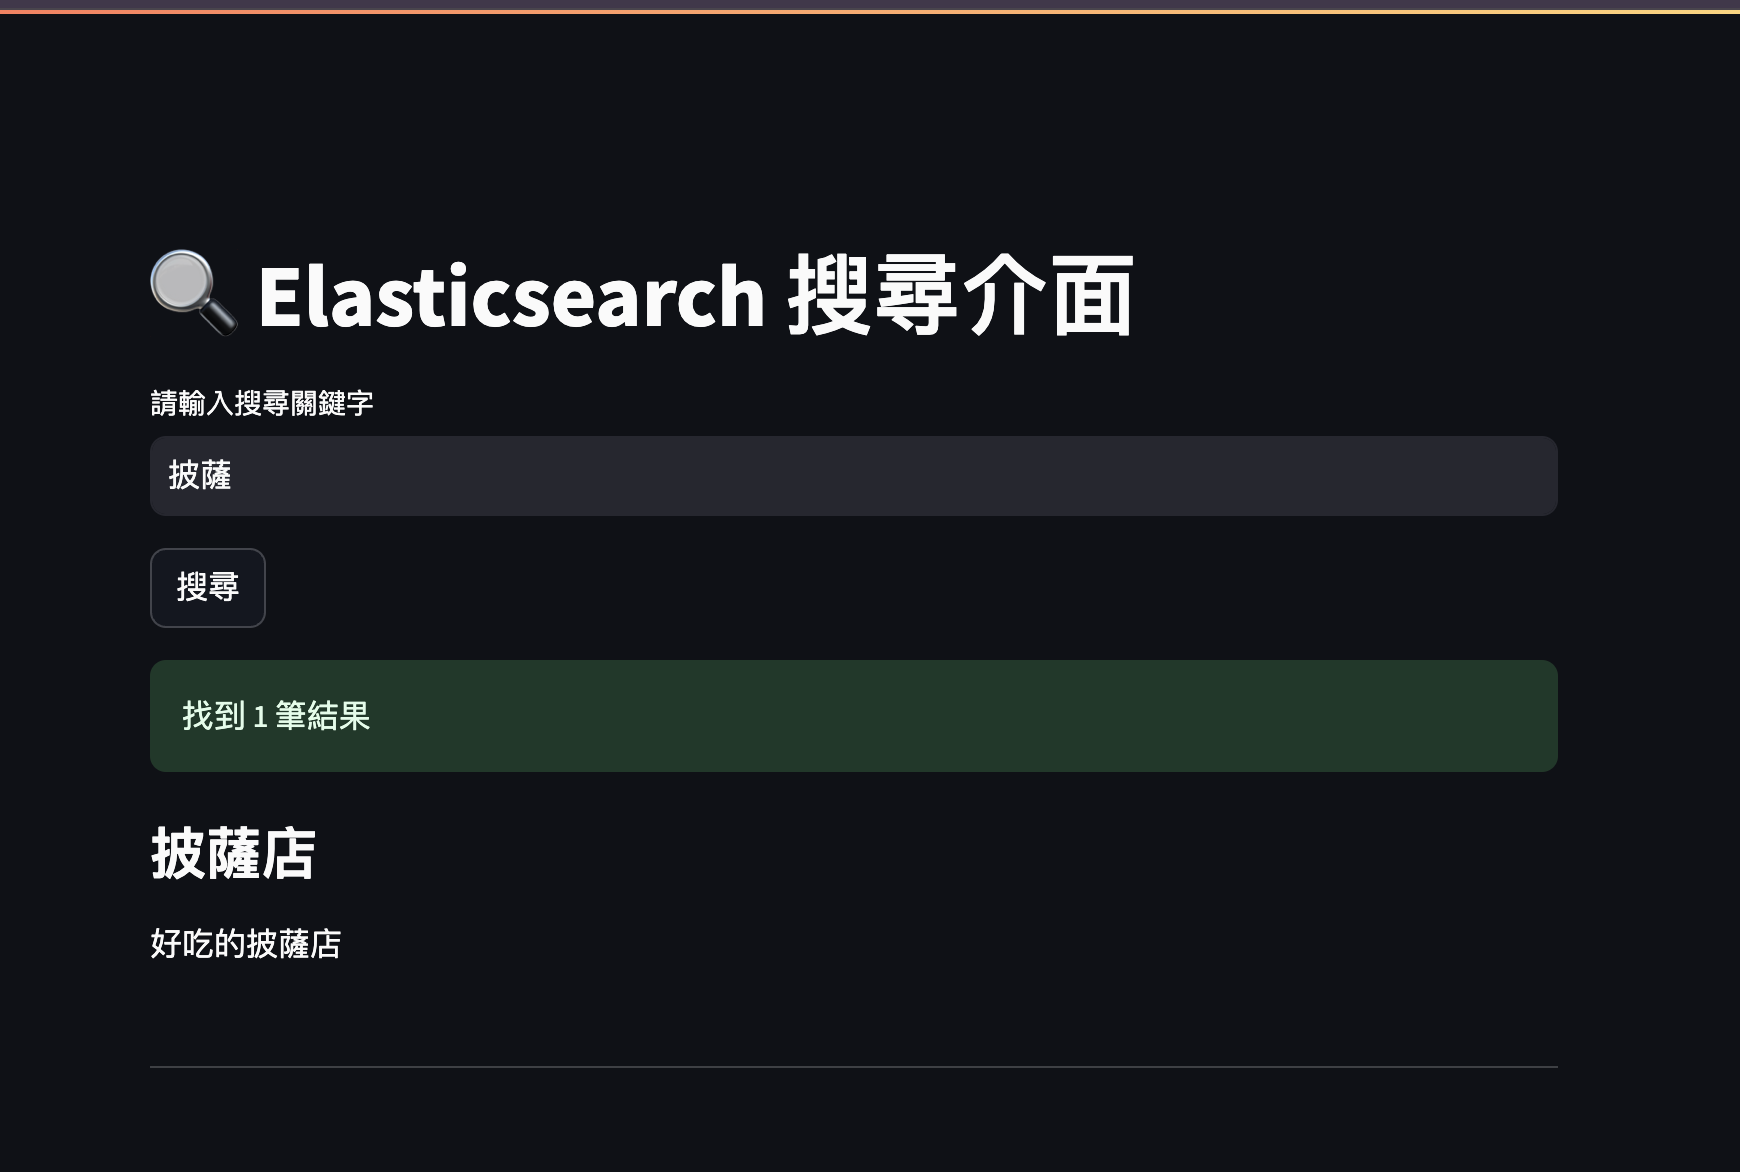 Elasticsearch 搜尋介面
請輸入搜尋關鍵字
披薩
搜尋
找到 1 筆結果
披薩店
好吃的披薩店